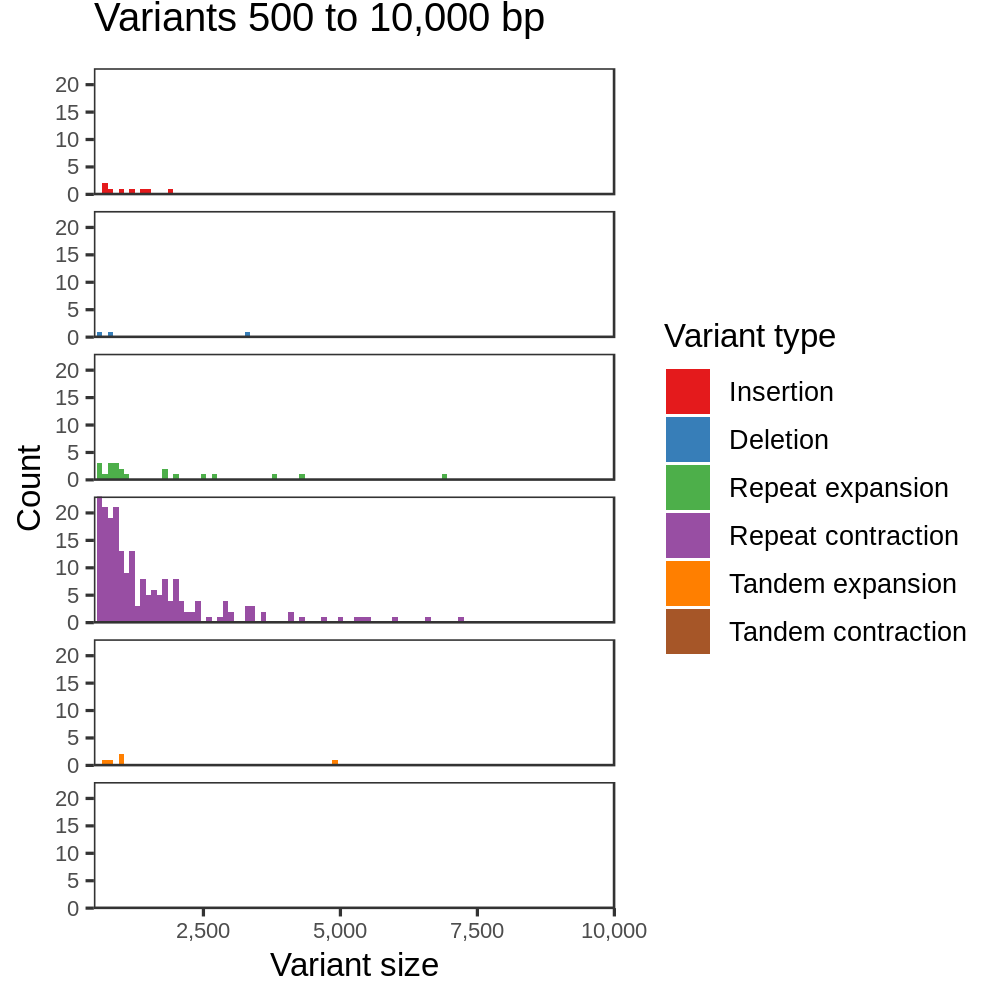 Variants 500 to 10,000 bp
20
15
10
5
0
20
15
10
5
0
20
15
10
5
0
20
15
10
5
0
20
15
10
5
0
20
15
10
5
0
Count
2,500 5,000 7,500 10,000
Variant size
Variant type
Insertion
Deletion
Repeat expansion
Repeat contraction
Tandem expansion
Tandem contraction